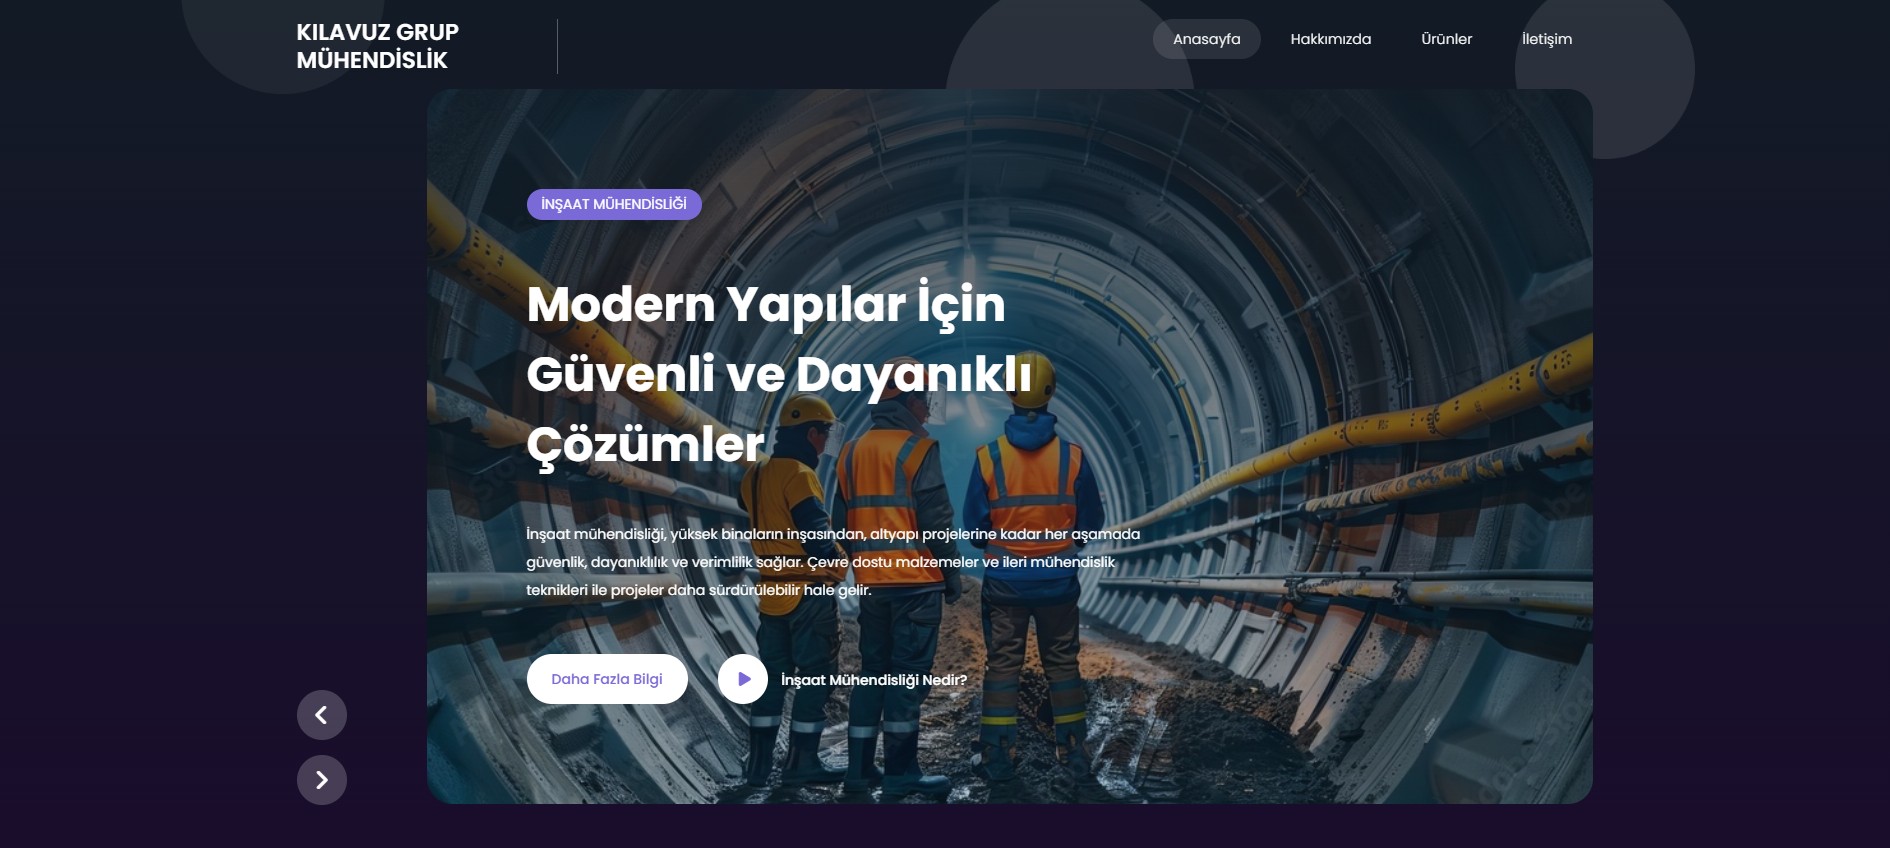 KILAVUZ GRUP
MÜHENDİSLİK
Anasayfa
Hakkımızda
Ürünler
İletişim
İNŞAAT MÜHENDİSLİĞİ
Modern Yapılar İçin
Güvenli ve Dayanıklı
Çözümler
İnşaat mühendisliği, yüksek binaların inşasından, altyapı projelerine kadar her aşamada
güvenlik, dayanıklılık ve verimlilik sağlar. Çevre dostu malzemeler ve ileri mühendislik
teknikleri ile projeler daha sürdürülebilir hale gelir.
Daha Fazla Bilgi
İnşaat Mühendisliği Nedir?